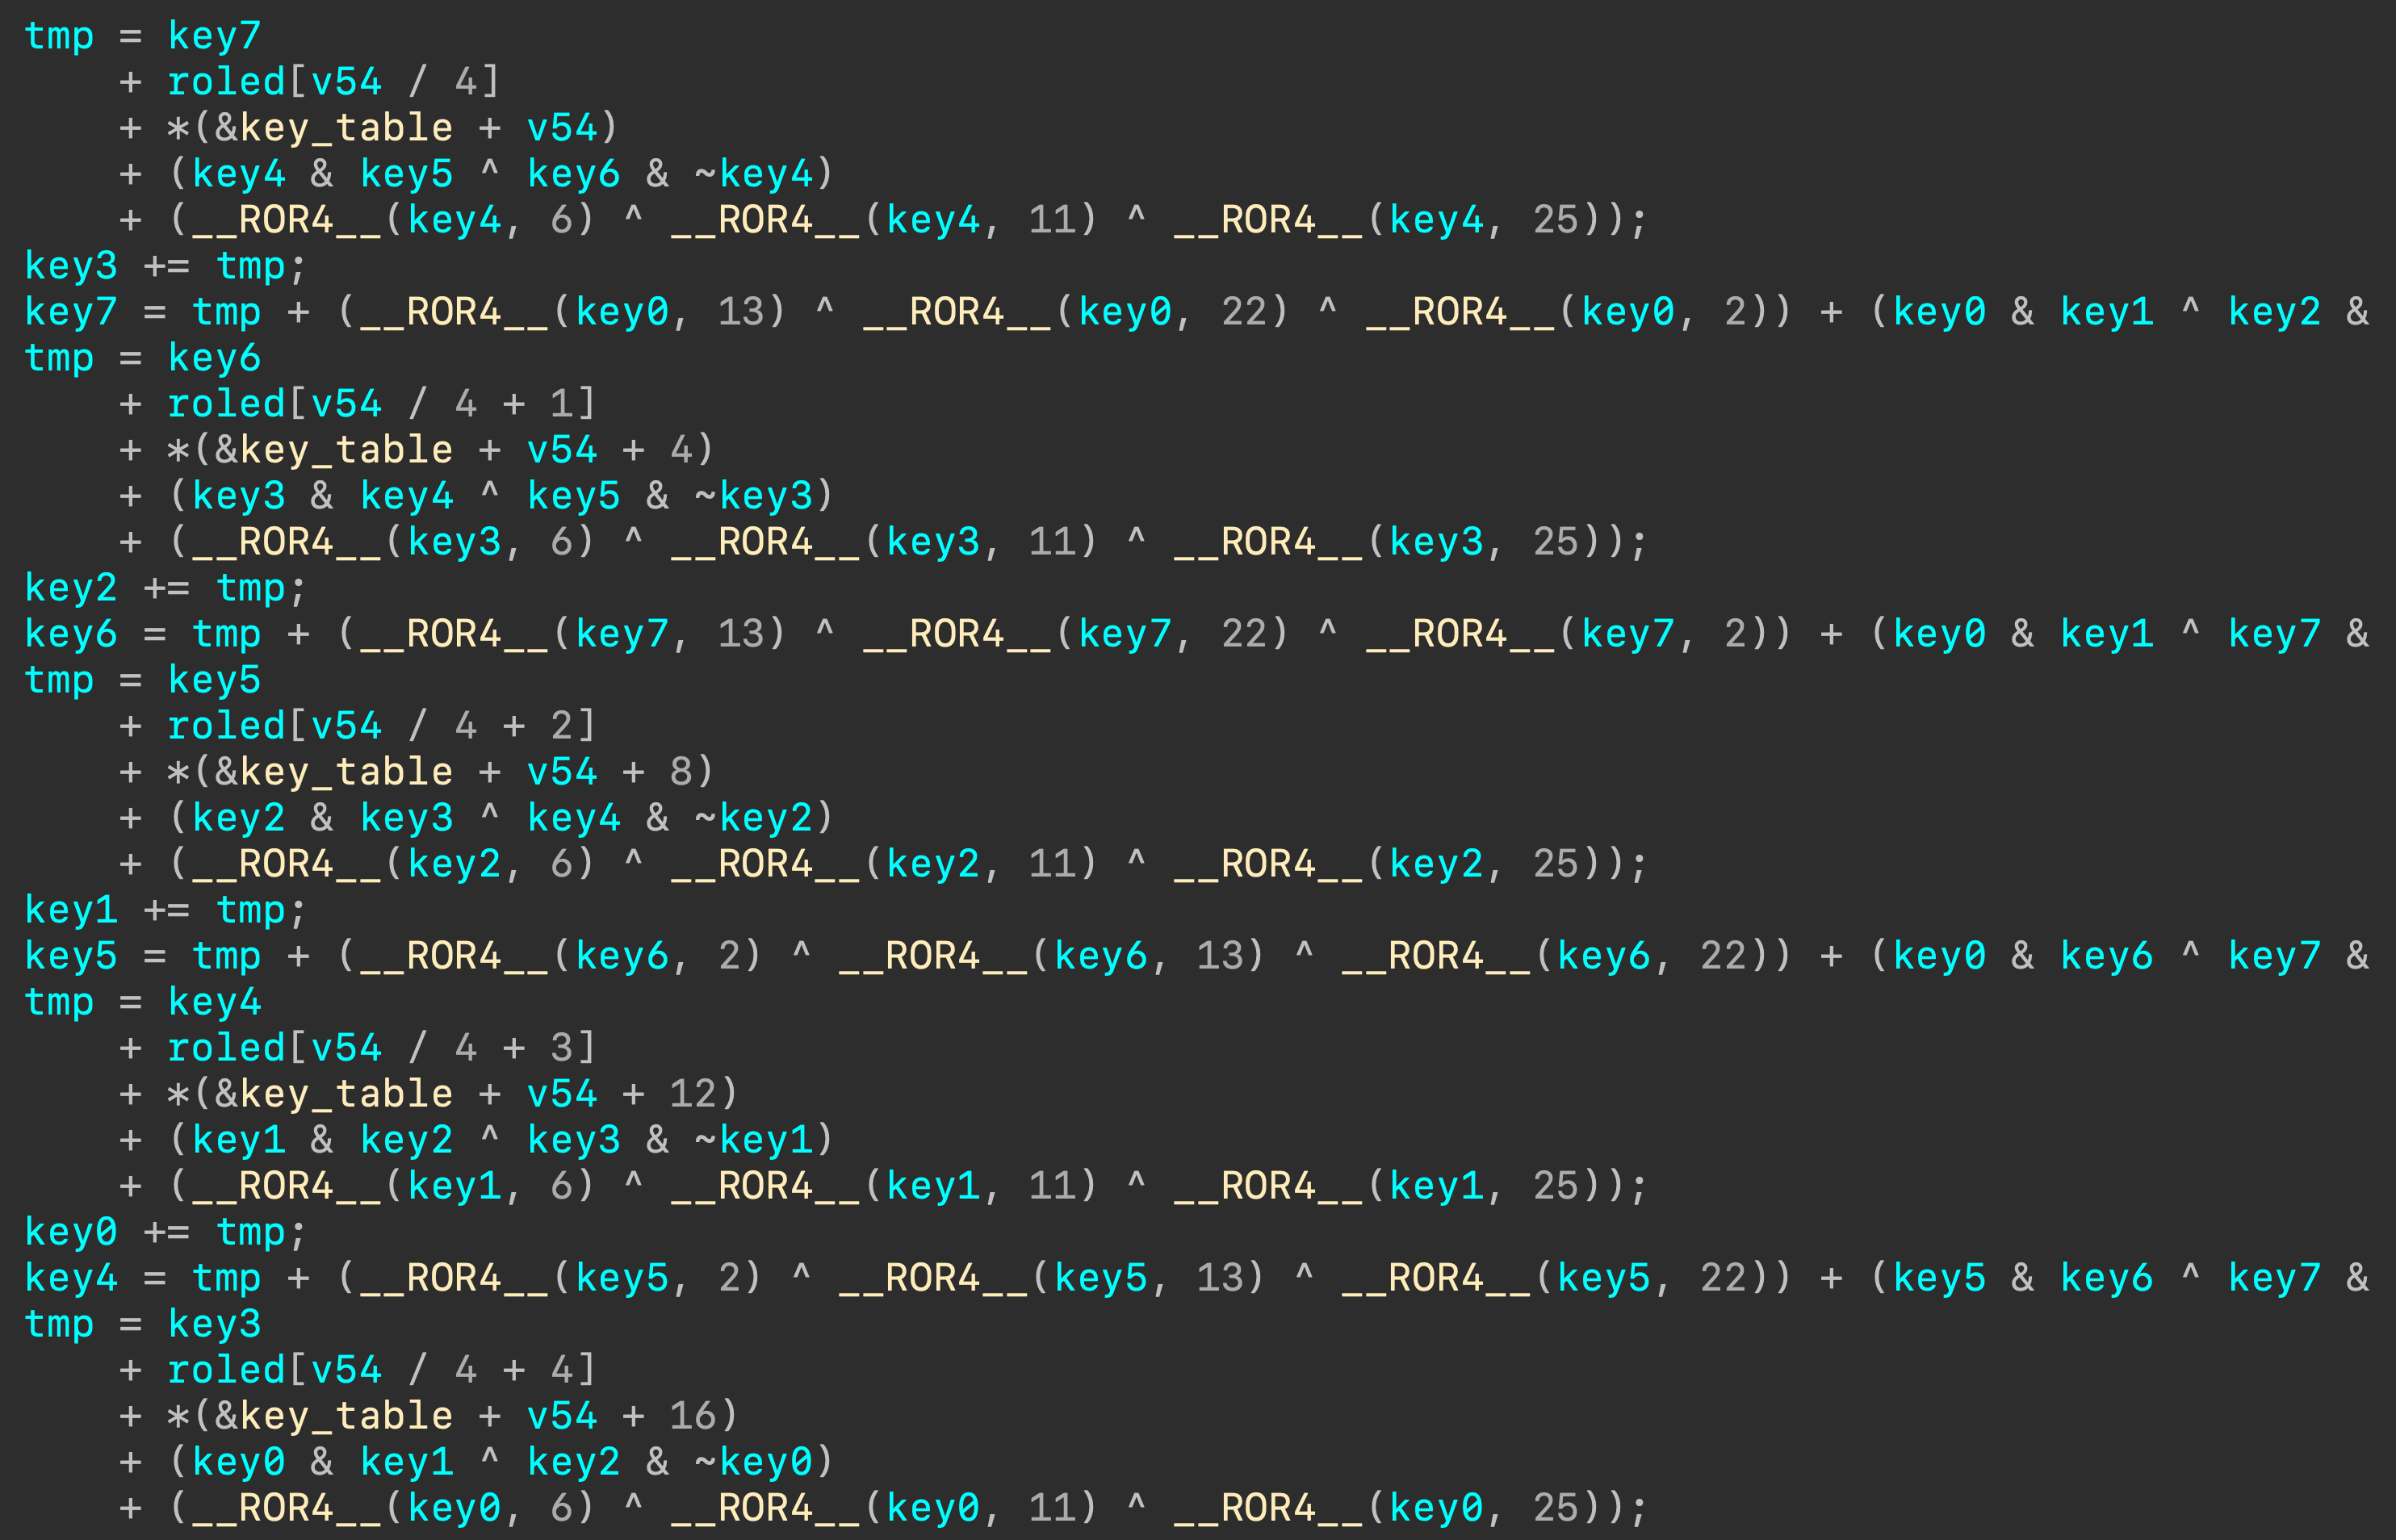 tmp = key7
    + roled[v54 / 4]
    + *(&key_table + v54)
    + (key4 & key5 ^ key6 & ~key4)
    + (__ROR4__(key4, 6) ^ __ROR4__(key4, 11) ^ __ROR4__(key4, 25));
key3 += tmp;
key7 = tmp + (__ROR4__(key0, 13) ^ __ROR4__(key0, 22) ^ __ROR4__(key0, 2)) + (key0 & key1 ^ key2 &
tmp = key6
    + roled[v54 / 4 + 1]
    + *(&key_table + v54 + 4)
    + (key3 & key4 ^ key5 & ~key3)
    + (__ROR4__(key3, 6) ^ __ROR4__(key3, 11) ^ __ROR4__(key3, 25));
key2 += tmp;
key6 = tmp + (__ROR4__(key7, 13) ^ __ROR4__(key7, 22) ^ __ROR4__(key7, 2)) + (key0 & key1 ^ key7 &
tmp = key5
    + roled[v54 / 4 + 2]
    + *(&key_table + v54 + 8)
    + (key2 & key3 ^ key4 & ~key2)
    + (__ROR4__(key2, 6) ^ __ROR4__(key2, 11) ^ __ROR4__(key2, 25));
key1 += tmp;
key5 = tmp + (__ROR4__(key6, 2) ^ __ROR4__(key6, 13) ^ __ROR4__(key6, 22)) + (key0 & key6 ^ key7 &
tmp = key4
    + roled[v54 / 4 + 3]
    + *(&key_table + v54 + 12)
    + (key1 & key2 ^ key3 & ~key1)
    + (__ROR4__(key1, 6) ^ __ROR4__(key1, 11) ^ __ROR4__(key1, 25));
key0 += tmp;
key4 = tmp + (__ROR4__(key5, 2) ^ __ROR4__(key5, 13) ^ __ROR4__(key5, 22)) + (key5 & key6 ^ key7 &
tmp = key3
    + roled[v54 / 4 + 4]
    + *(&key_table + v54 + 16)
    + (key0 & key1 ^ key2 & ~key0)
    + (__ROR4__(key0, 6) ^ __ROR4__(key0, 11) ^ __ROR4__(key0, 25));